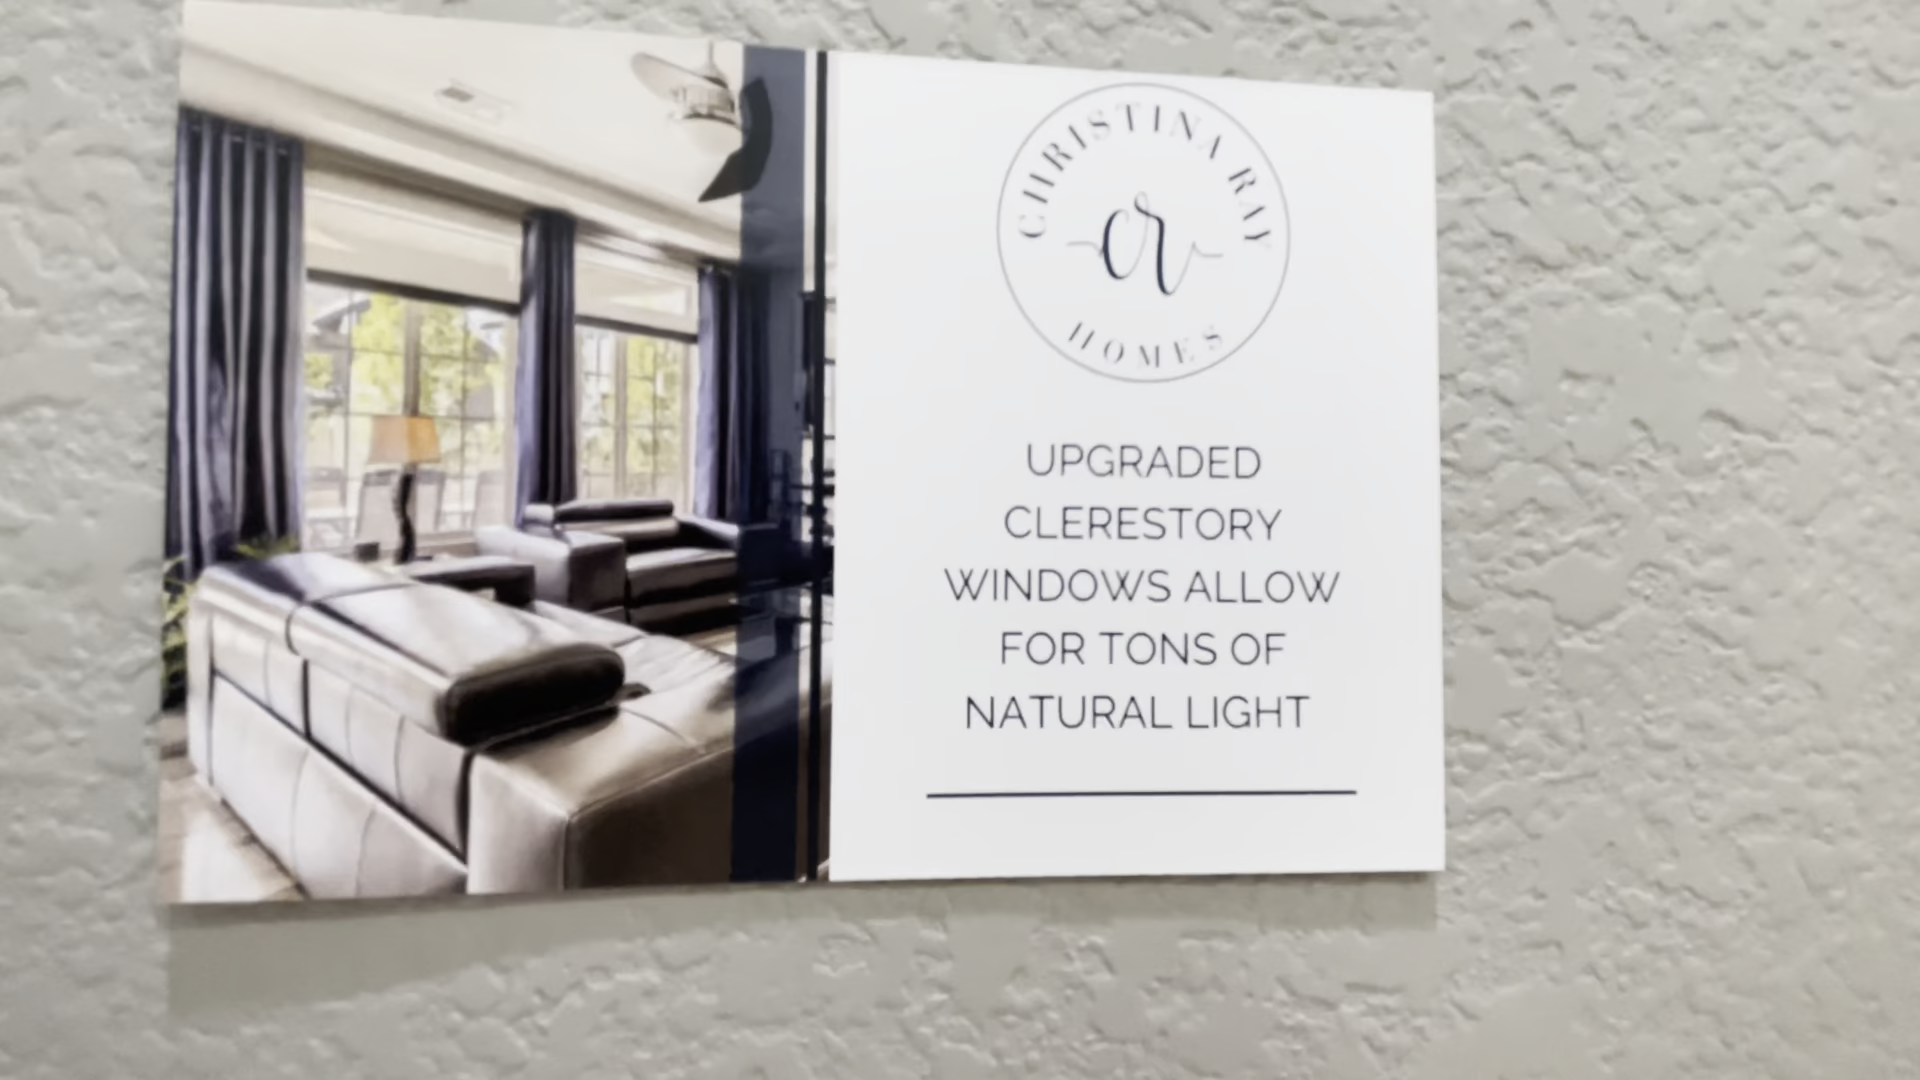 CHRISTINA RAY
cr
HOMES
UPGRADED
CLERESTORY
WINDOWS ALLOW
FOR TONS OF
NATURAL LIGHT